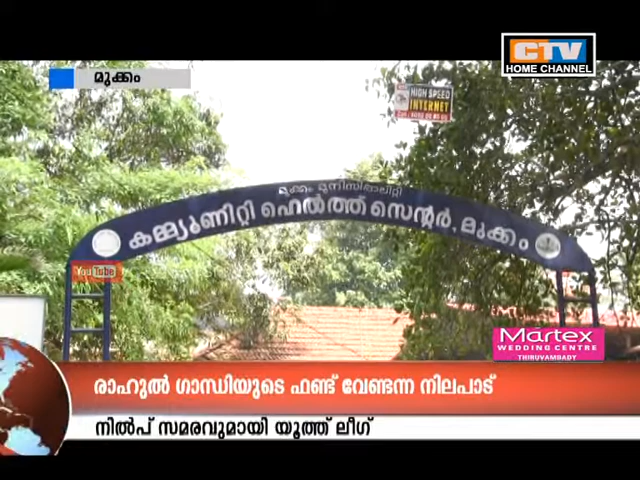 മുക്കം
CTV
HOME CHANNEL
HIGH SPEED
INTERNET
മുക്കം മുനിസിപ്പാലിറ്റി
കമ്മ്യൂണിറ്റി ഹെൽത്ത് സെന്റർ, മുക്കം
YouTube
Martex
WEDDING CENTRE
THIRUVAMBADY
രാഹുൽ ഗാന്ധിയുടെ ഫണ്ട് വേണ്ടന്ന നിലപാട്
നിൽപ് സമരവുമായി യൂത്ത് ലീഗ്